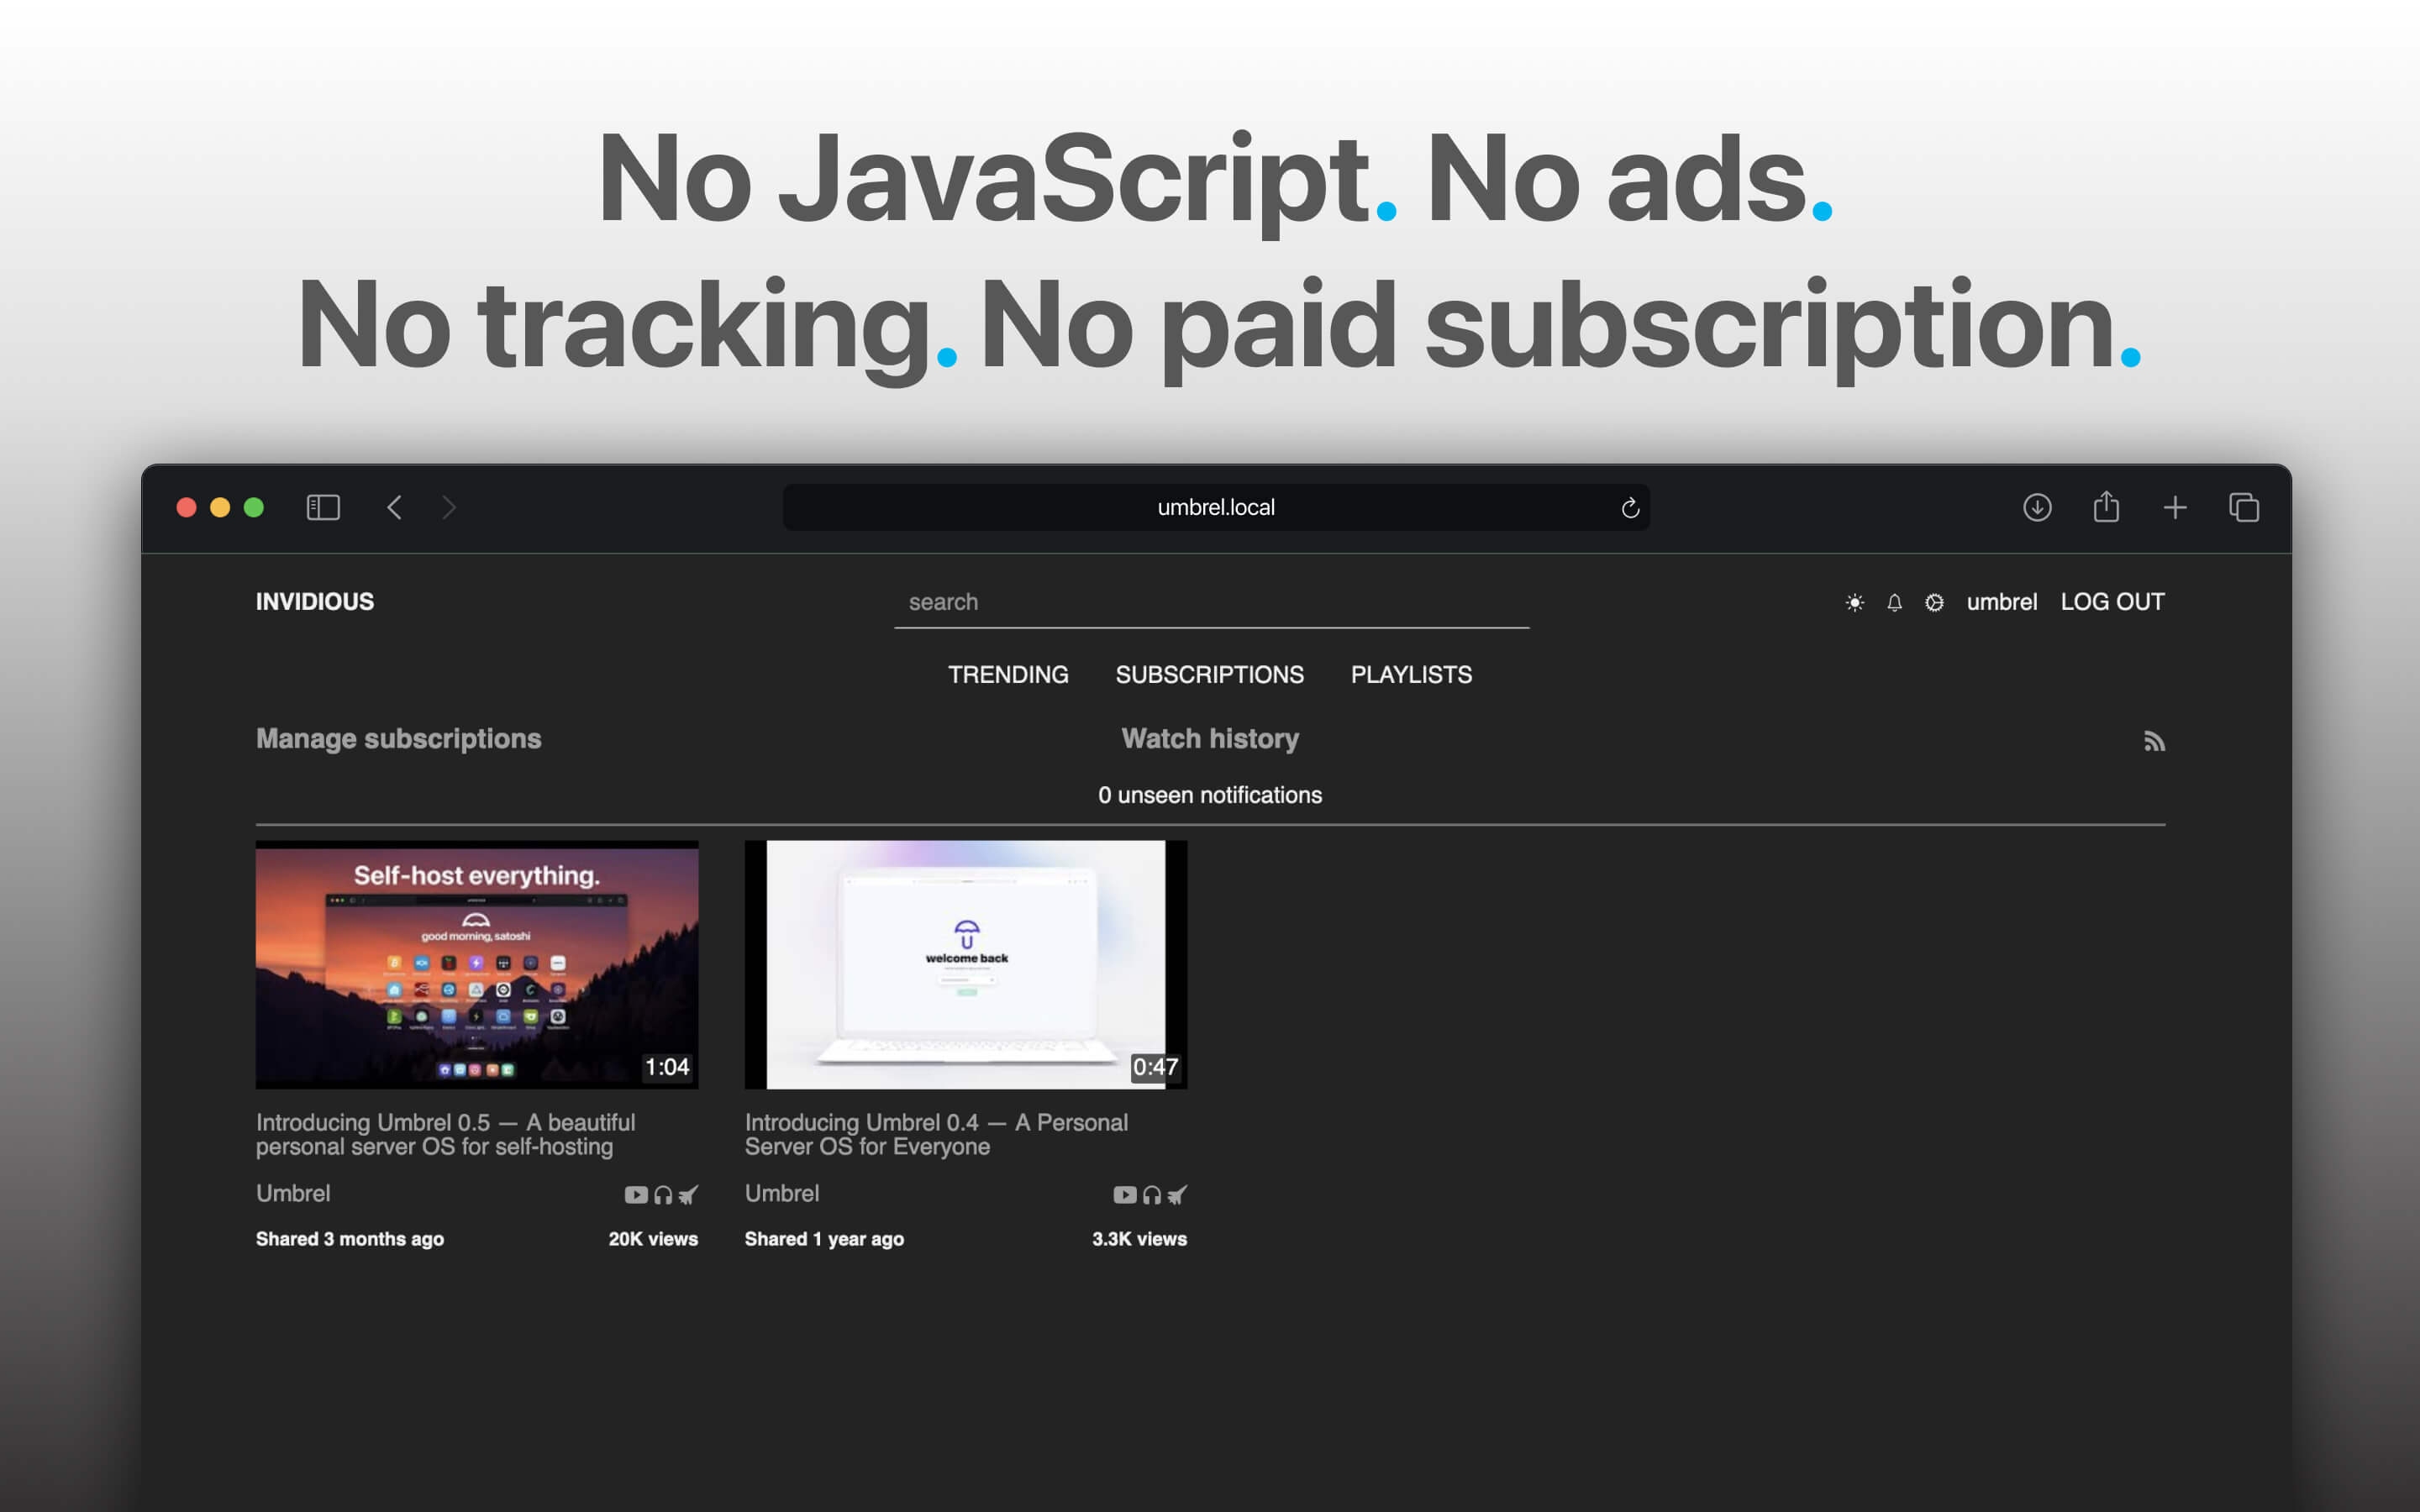 No JavaScript. No ads.
No tracking. No paid subscription.
umbrel.local
INVIDIOUS
search
umbrel LOG OUT
TRENDING SUBSCRIPTIONS PLAYLISTS
Manage subscriptions
Watch history
0 unseen notifications
Self-host everything.
good morning, satoshi
1:04
welcome back
0:47
Introducing Umbrel 0.5 — A beautiful
personal server OS for self-hosting
Umbrel
Shared 3 months ago
20K views
Introducing Umbrel 0.4 — A Personal
Server OS for Everyone
Umbrel
Shared 1 year ago
3.3K views